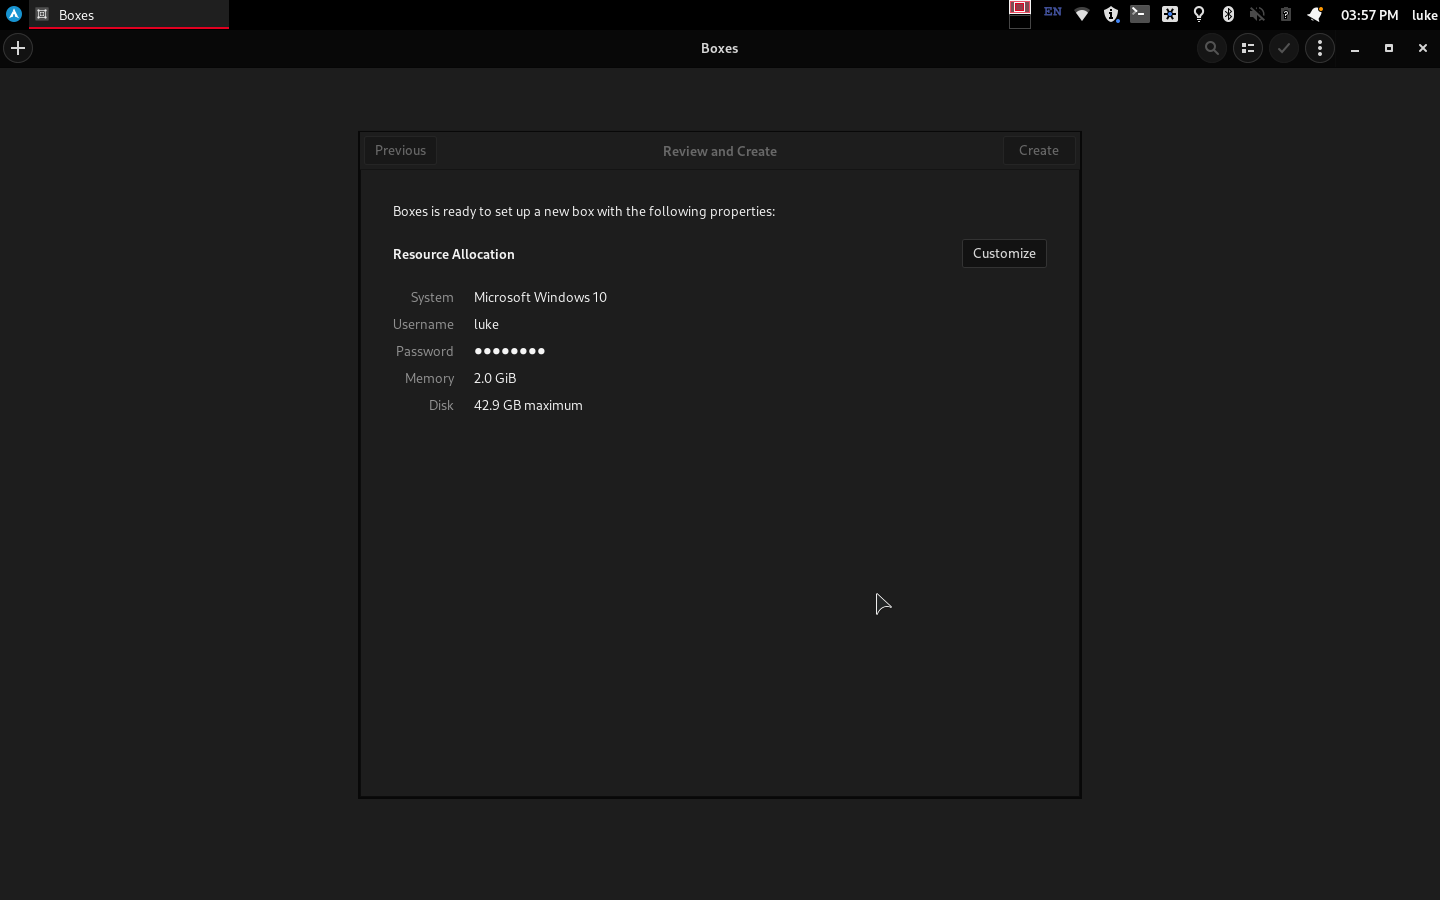 Boxes
EN
03:57 PM luke
Boxes
Previous
Review and Create
Create
Boxes is ready to set up a new box with the following properties:
Resource Allocation
Customize
System Microsoft Windows 10
Username luke
Password ●●●●●●●●
Memory 2.0 GiB
Disk 42.9 GB maximum